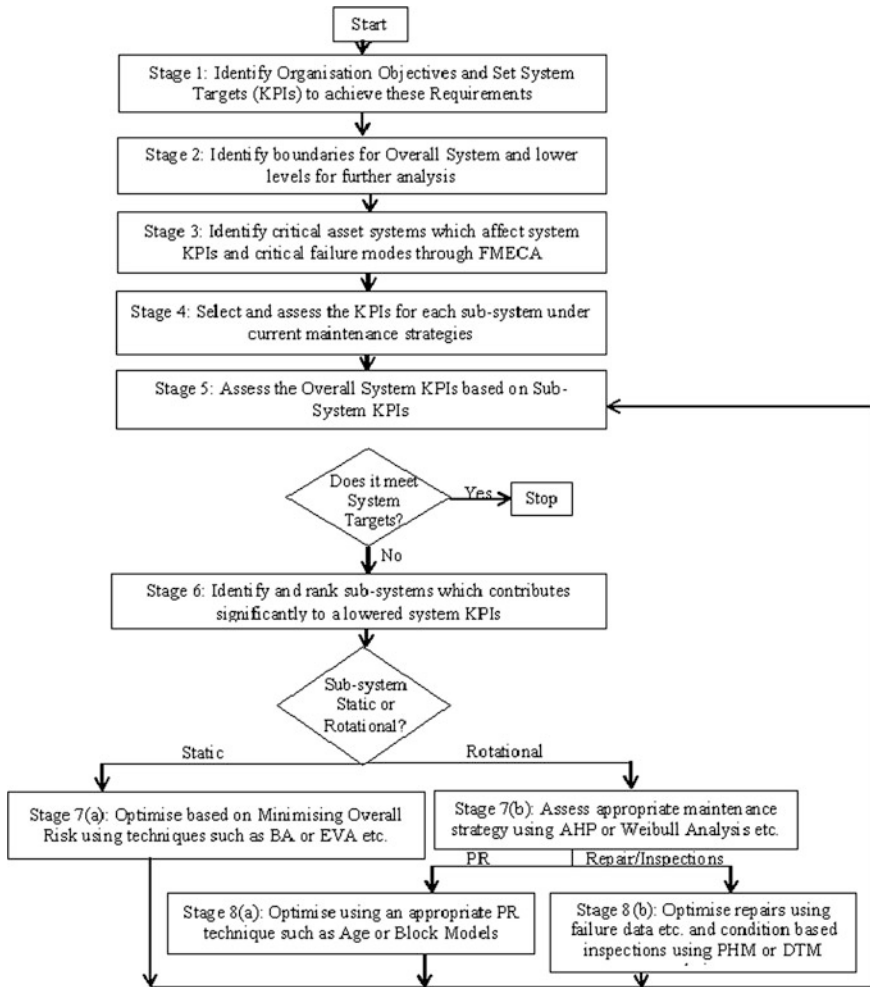 Start
Stage 1: Identify Organisation Objectives and Set System
Targets (KPIs) to achieve these Requirements
Stage 2: Identify boundaries for Overall System and lower
levels for further analysis
Stage 3: Identify critical asset systems which affect system
KPIs and critical failure modes through FMECA
Stage 4: Select and assess the KPIs for each sub-system under
current maintenance strategies
Stage 5: Assess the Overall System KPIs based on Sub-
System KPIs
Does it meet
System
Targets?
Yes
Stop
No
Stage 6: Identify and rank sub-systems which contributes
significantly to a lowered system KPIs
Sub-system
Static or
Rotational?
Static
Rotational
Stage 7(a): Optimise based on Minimising Overall
Risk using techniques such as BA or EVA etc.
Stage 7(b): Assess appropriate maintenance
strategy using AHP or Weibull Analysis etc.
PR
Repair/Inspections
Stage 8(a): Optimise using an appropriate PR
technique such as Age or Block Models
Stage 8(b): Optimise repairs using
failure data etc. and condition based
inspections using PHM or DTM